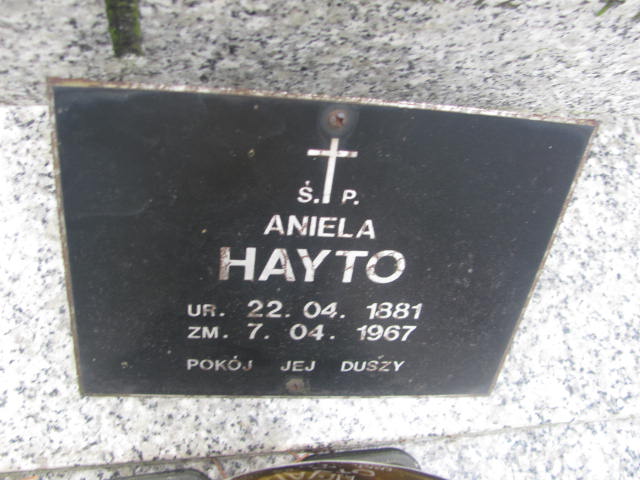 Ś. P.
ANIELA
HAYTO
UR. 22. 04. 1881
ZM. 7. 04. 1967
POKÓJ JEJ DUSZY